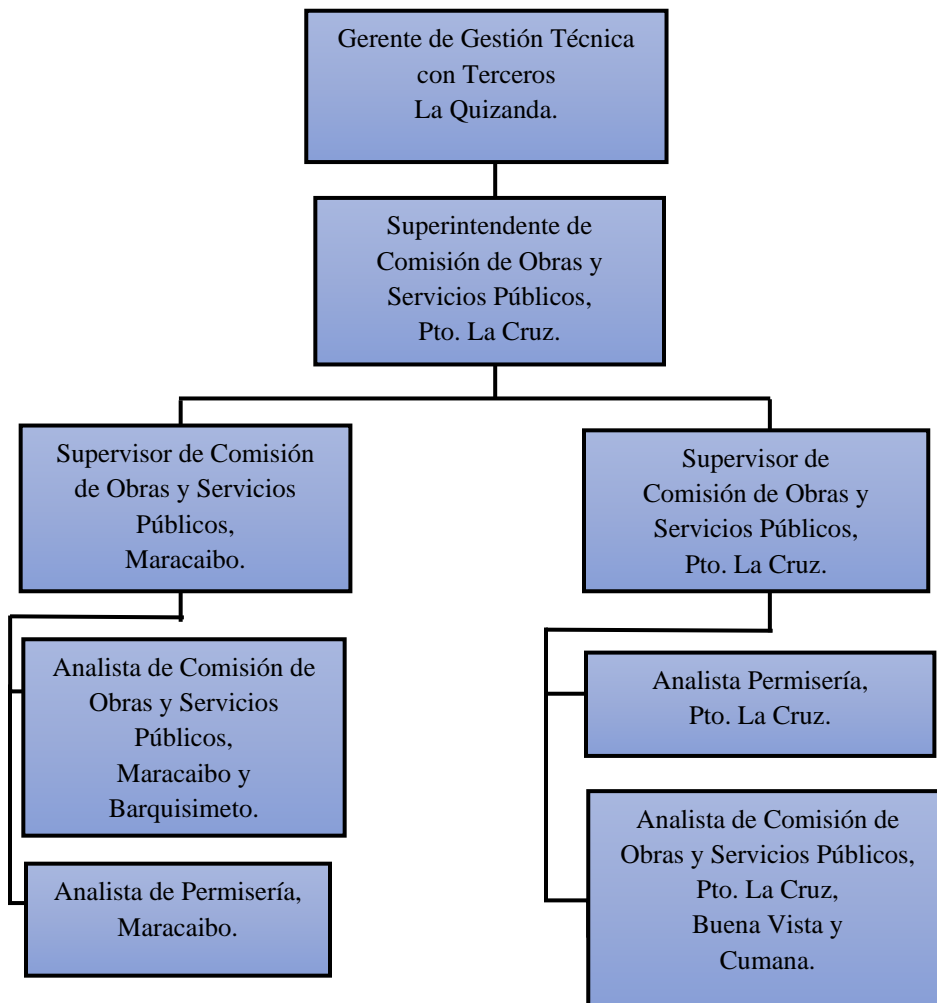 Gerente de Gestión Técnica
con Terceros
La Quizanda.
Superintendente de
Comisión de Obras y
Servicios Públicos,
Pto. La Cruz.
Supervisor de Comisión
de Obras y Servicios
Públicos,
Maracaibo.
Supervisor de
Comisión de Obras y
Servicios Públicos,
Pto. La Cruz.
Analista de Comisión de
Obras y Servicios
Públicos,
Maracaibo y
Barquisimeto.
Analista de Permisería,
Maracaibo.
Analista Permisería,
Pto. La Cruz.
Analista de Comisión de
Obras y Servicios Públicos,
Pto. La Cruz,
Buena Vista y
Cumana.